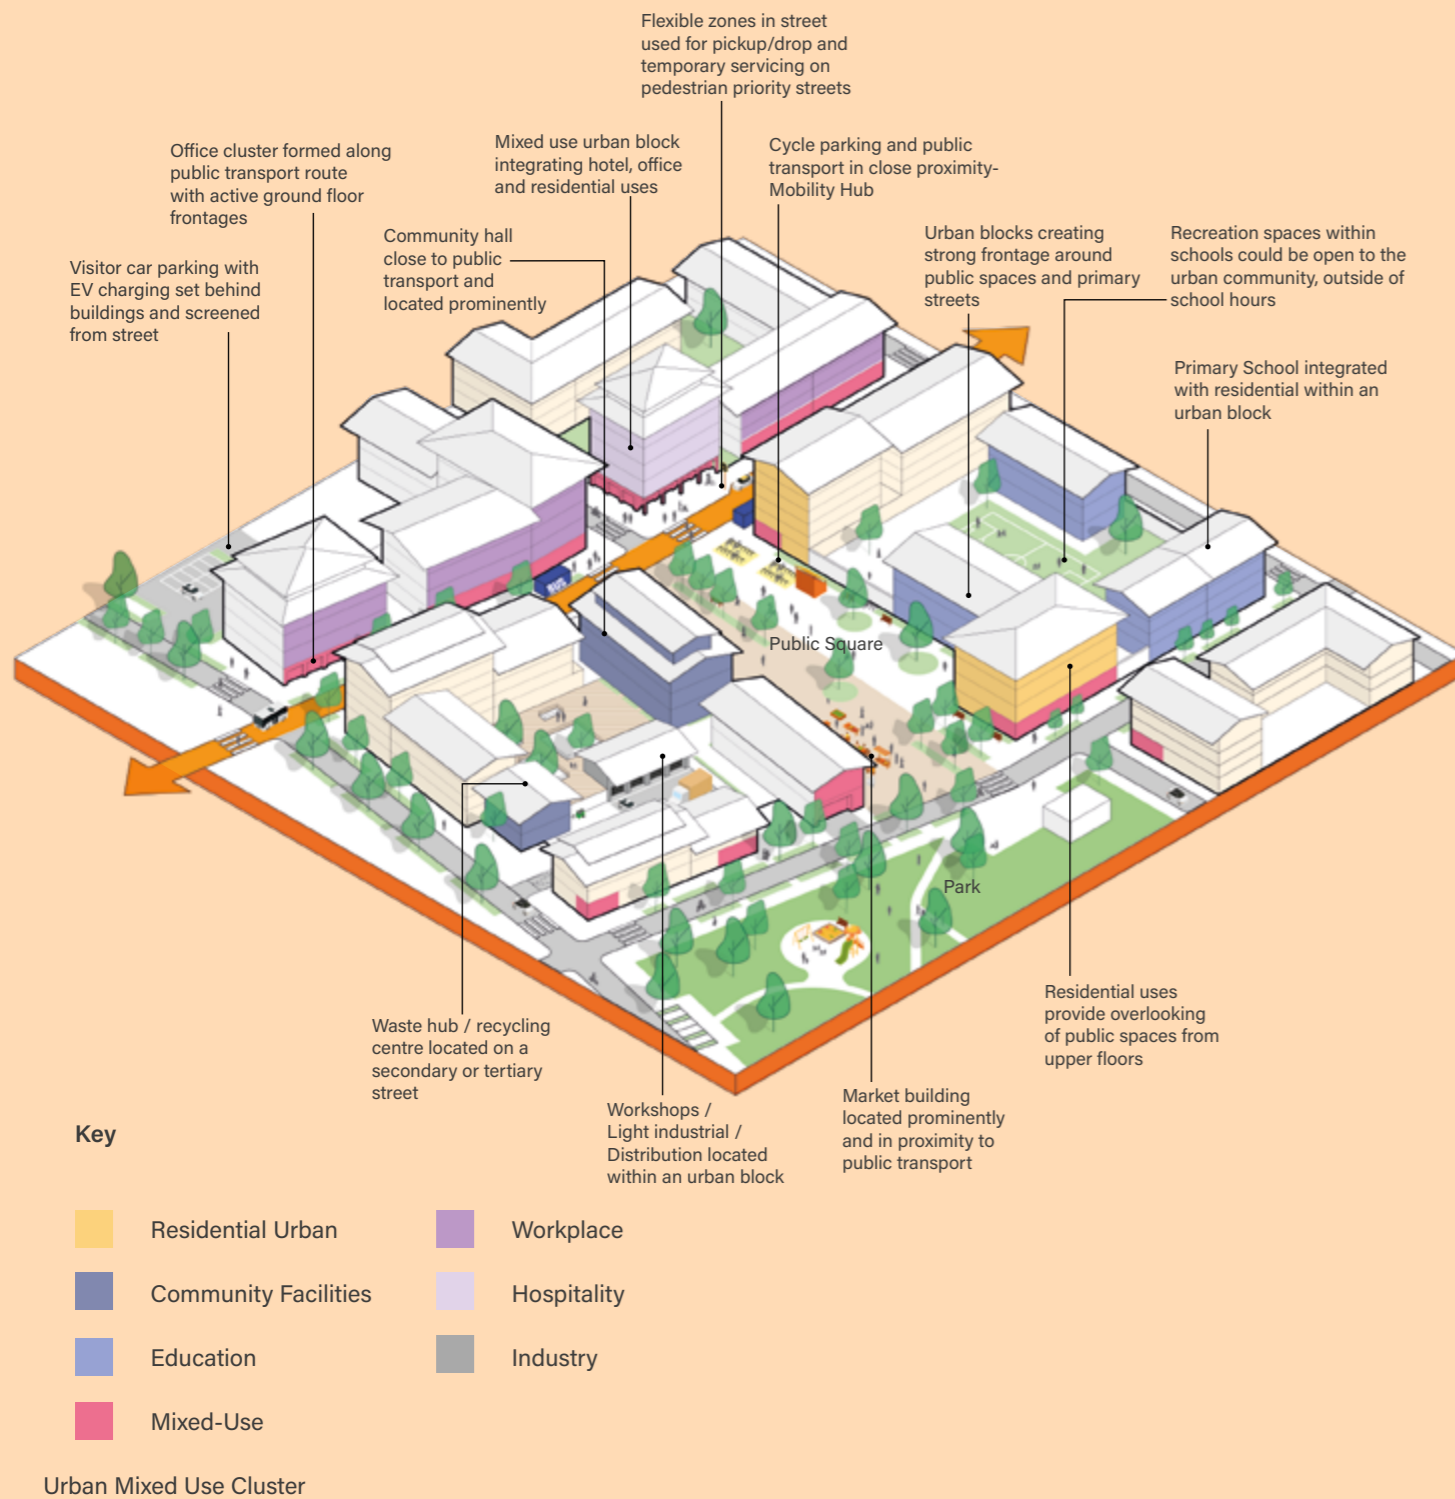 Flexible zones in street
used for pickup/drop and
temporary servicing on
pedestrian priority streets
Office cluster formed along
public transport route
with active ground floor
frontages
Mixed use urban block
integrating hotel, office
and residential uses
Cycle parking and public
transport in close proximity-
Mobility Hub
Community hall
close to public
transport and
located prominently
Urban blocks creating
strong frontage around
public spaces and primary
streets
Recreation spaces within
schools could be open to the
urban community, outside of
school hours
Visitor car parking with
EV charging set behind
buildings and screened
from street
Primary School integrated
with residential within an
urban block
BUS
Public Square
Park
Residential uses
provide overlooking
of public spaces from
upper floors
Waste hub / recycling
centre located on a
secondary or tertiary
street
Workshops /
Light industrial /
Distribution located
within an urban block
Market building
located prominently
and in proximity to
public transport
Key
Residential Urban
Workplace
Community Facilities
Hospitality
Education
Industry
Mixed-Use
Urban Mixed Use Cluster